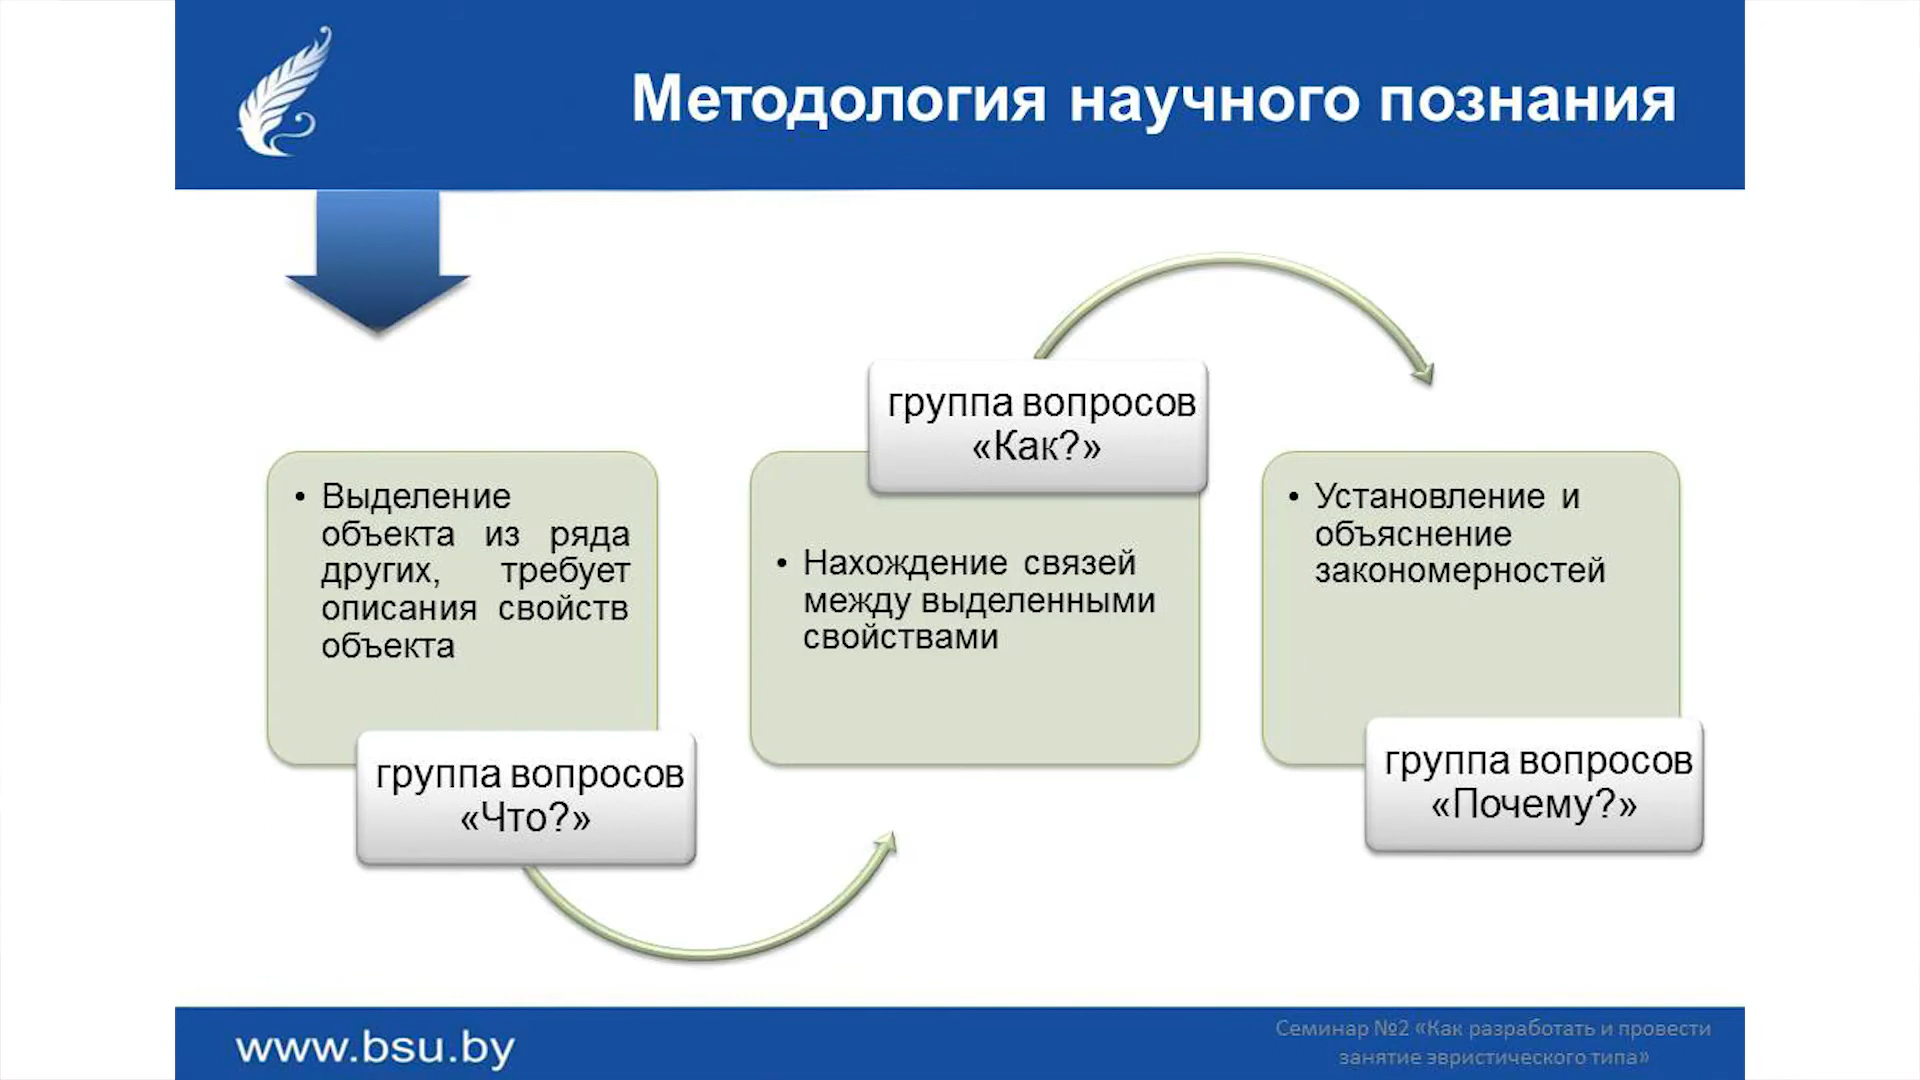 Методология научного познания
• Выделение
объекта из ряда
других, требует
описания свойств
объекта
группа вопросов
«Что?»
группа вопросов
«Как?»
• Нахождение связей
между выделенными
свойствами
• Установление и
объяснение
закономерностей
группа вопросов
«Почему?»
www.bsu.by
Семинар №2 «Как разработать и провести
занятие эвристического типа»